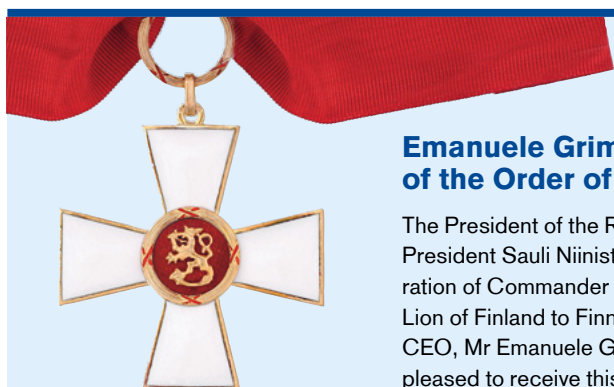 Emanuele Grim
of the Order of
The President of the R
President Sauli Niinist
ration of Commander
Lion of Finland to Finn
CEO, Mr Emanuele G
pleased to receive this